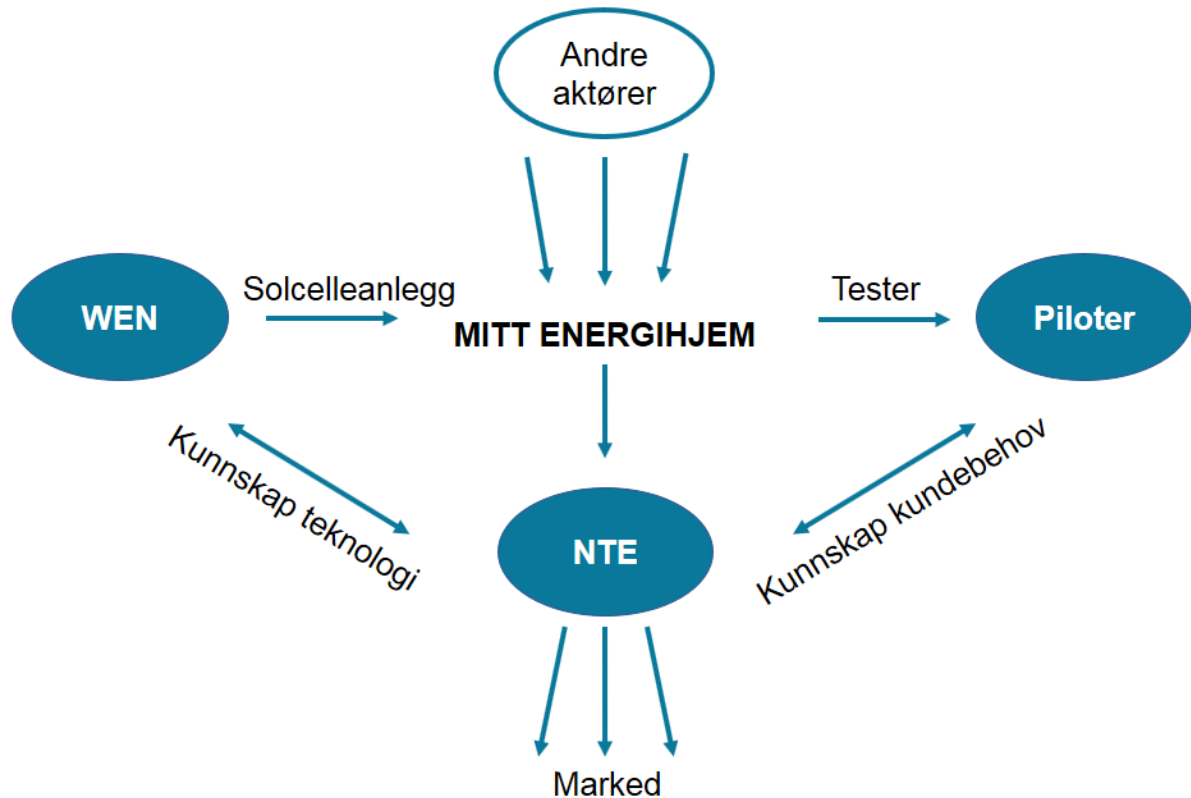 Andre
aktører
Solcelleanlegg
Tester
WEN
MITT ENERGIHJEM
Piloter
Kunnskap teknologi
Kunnskap kundebehov
NTE
Marked